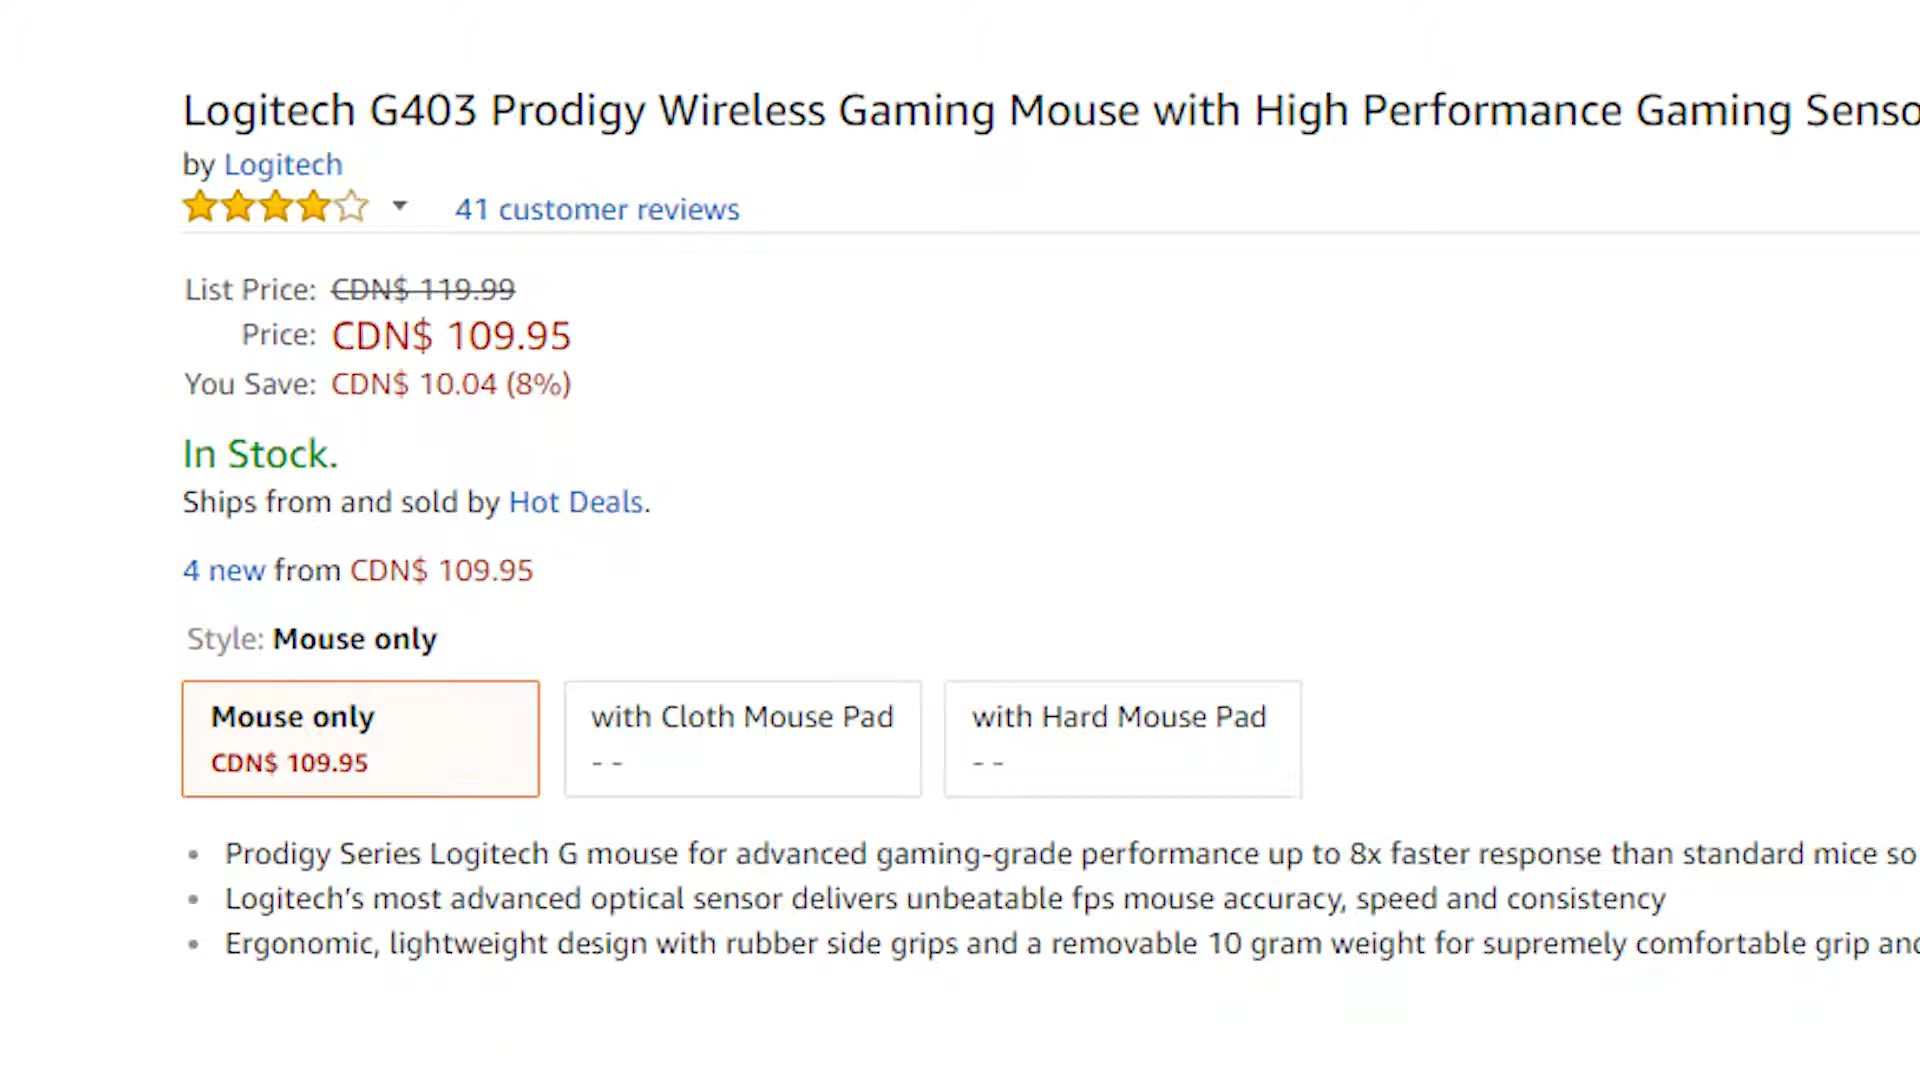 Logitech G403 Prodigy Wireless Gaming Mouse with High Performance Gaming Senso
by Logitech
41 customer reviews
List Price: CDN$ 119.99
Price: CDN$ 109.95
You Save: CDN$ 10.04 (8%)
In Stock.
Ships from and sold by Hot Deals.
4 new from CDN$ 109.95
Style: Mouse only
Mouse only
CDN$ 109.95
with Cloth Mouse Pad
- -
with Hard Mouse Pad
- -
• Prodigy Series Logitech G mouse for advanced gaming-grade performance up to 8x faster response than standard mice so
• Logitech’s most advanced optical sensor delivers unbeatable fps mouse accuracy, speed and consistency
• Ergonomic, lightweight design with rubber side grips and a removable 10 gram weight for supremely comfortable grip and